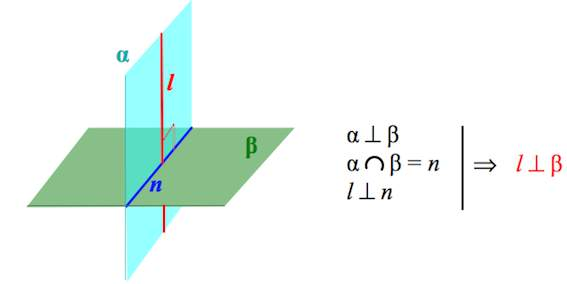 α
l
β
n
α ⊥ β
α ∩ β = n
l ⊥ n
⇒ l ⊥ β